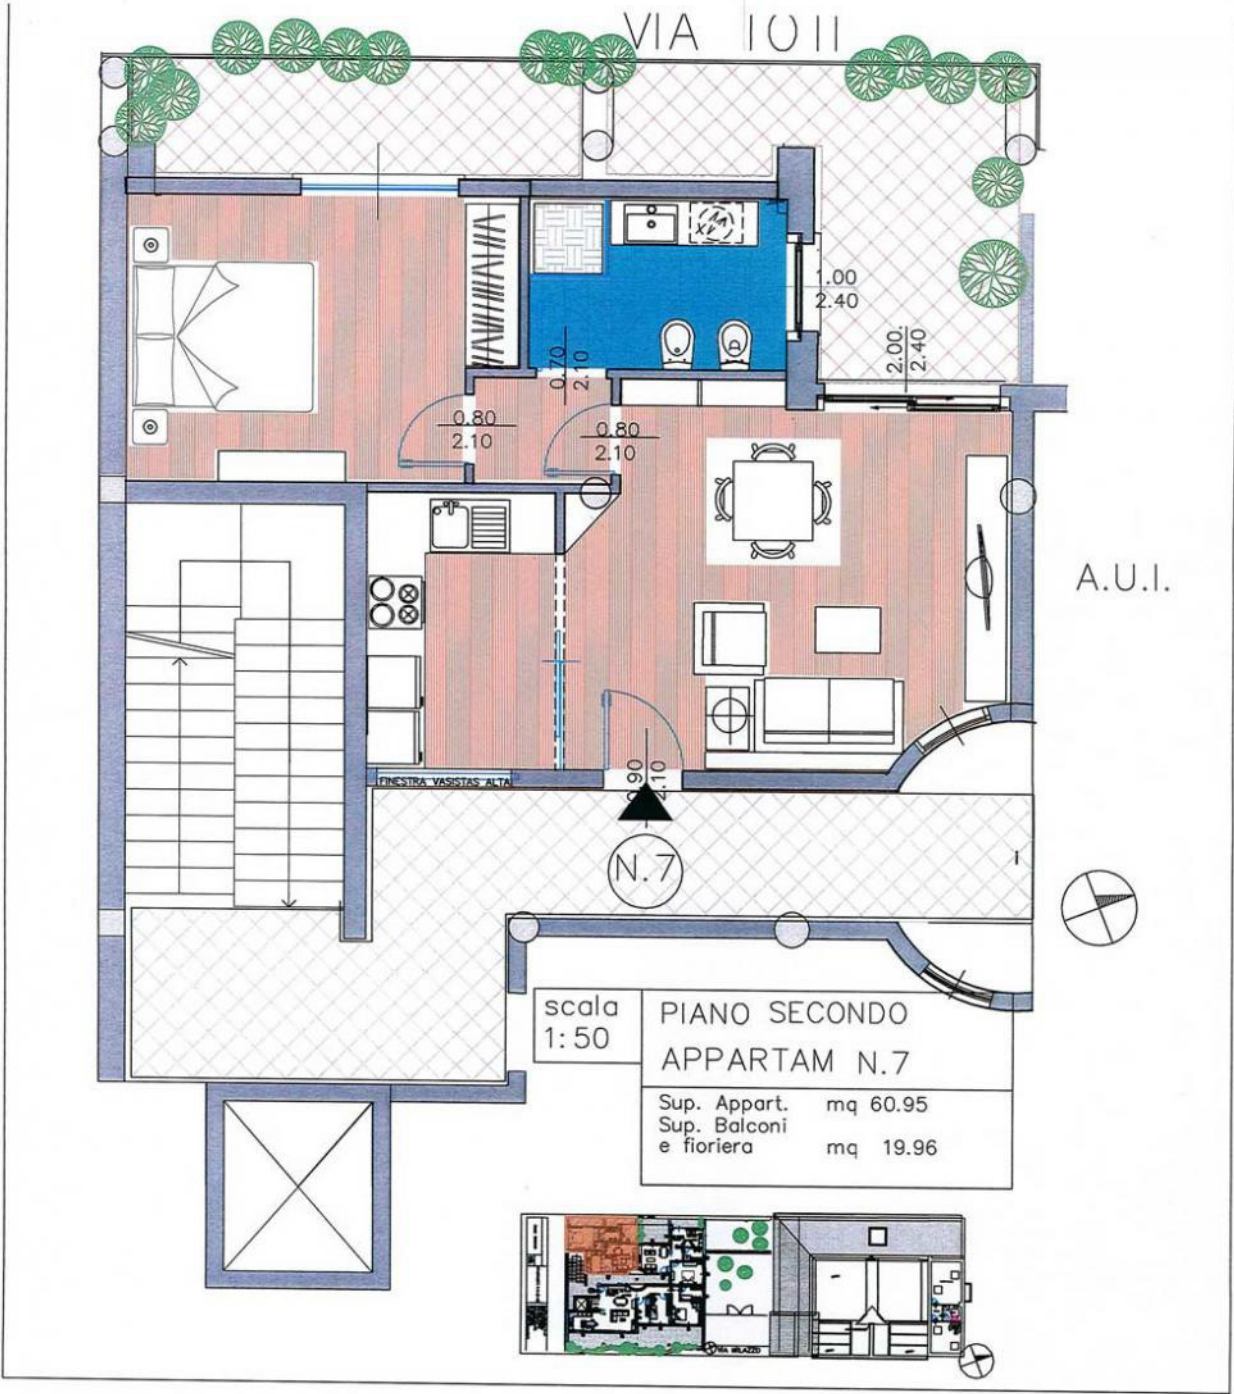 1.00
2.40
2.00
2.40
0.70
2.10
0.80
2.10
0.80
2.10
A.U.I.
FINESTRA VASISTAS ALTA
0.90
2.10
N.7
scala
1:50
PIANO SECONDO
APPARTAM N.7
Sup. Appart. mq 60.95
Sup. Balconi
e fioriera mq 19.96
VIA MILAZZO